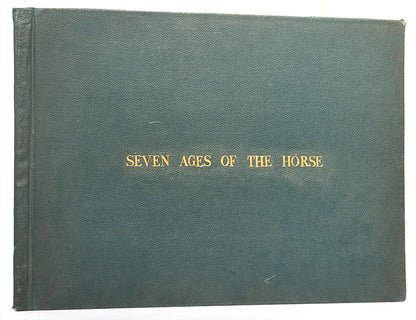 SEVEN AGES OF THE HORSE